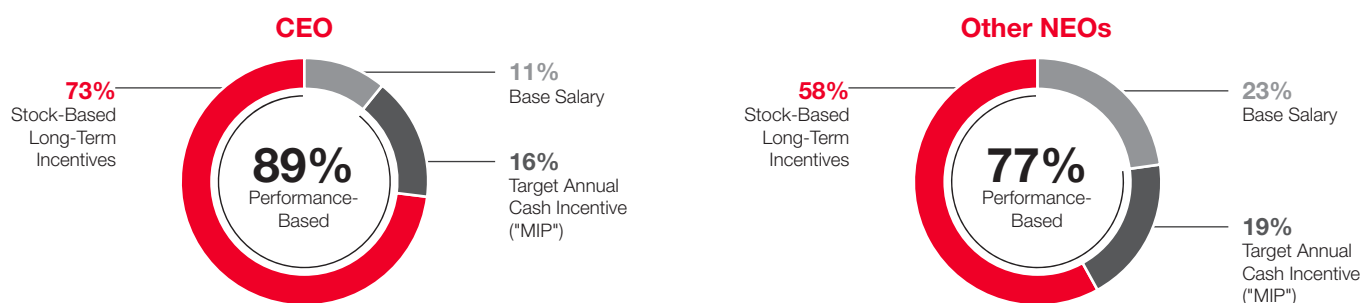 CEO
73%
Stock-Based
Long-Term
Incentives
89%
Performance-
Based
11%
Base Salary
16%
Target Annual
Cash Incentive
("MIP")
Other NEOs
58%
Stock-Based
Long-Term
Incentives
77%
Performance-
Based
23%
Base Salary
19%
Target Annual
Cash Incentive
("MIP")